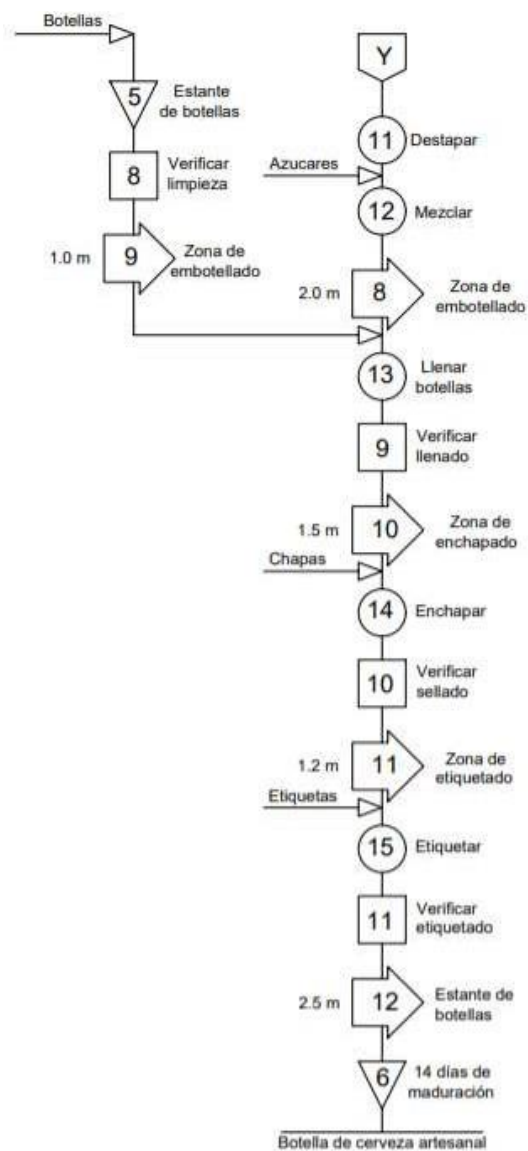 Botellas
5
Estante
de botellas
8
Verificar
limpieza
1.0 m
9
Zona de
embotellado
Y
11
Destapar
Azucares
12
Mezclar
2.0 m
8
Zona de
embotellado
13
Llenar
botellas
9
Verificar
llenado
1.5 m
10
Zona de
enchapado
Chapas
14
Enchapar
10
Verificar
sellado
1.2 m
11
Zona de
etiquetado
Etiquetas
15
Etiquetar
11
Verificar
etiquetado
2.5 m
12
Estante de
botellas
6
14 días de
maduración
Botella de cerveza artesanal